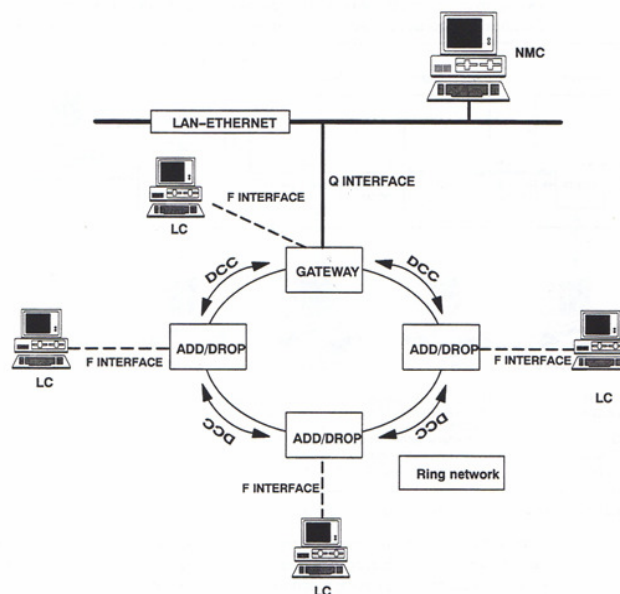 NMC
LAN-ETHERNET
Q INTERFACE
F INTERFACE
LC
GATEWAY
DCC
DCC
ADD/DROP
F INTERFACE
LC
ADD/DROP
F INTERFACE
LC
DCC
DCC
ADD/DROP
Ring network
F INTERFACE
LC